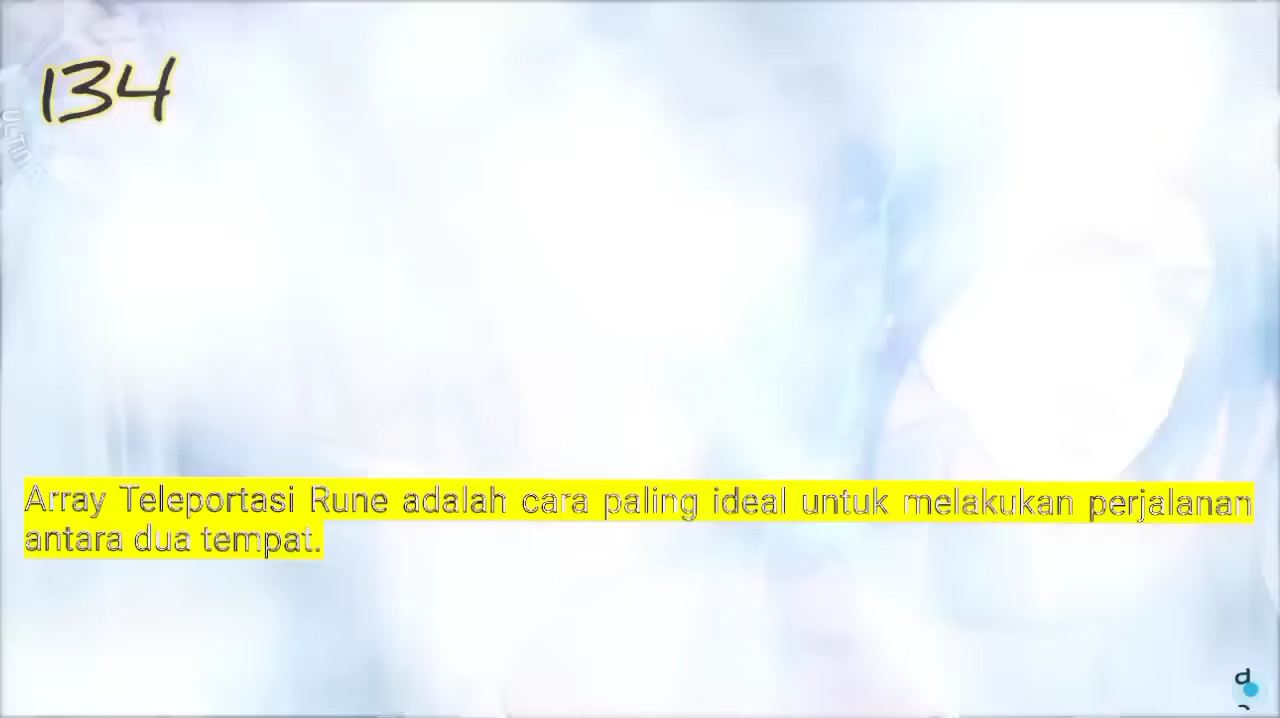 134
Array Teleportasi Rune adalah cara paling ideal untuk melakukan perjalanan
antara dua tempat.
d